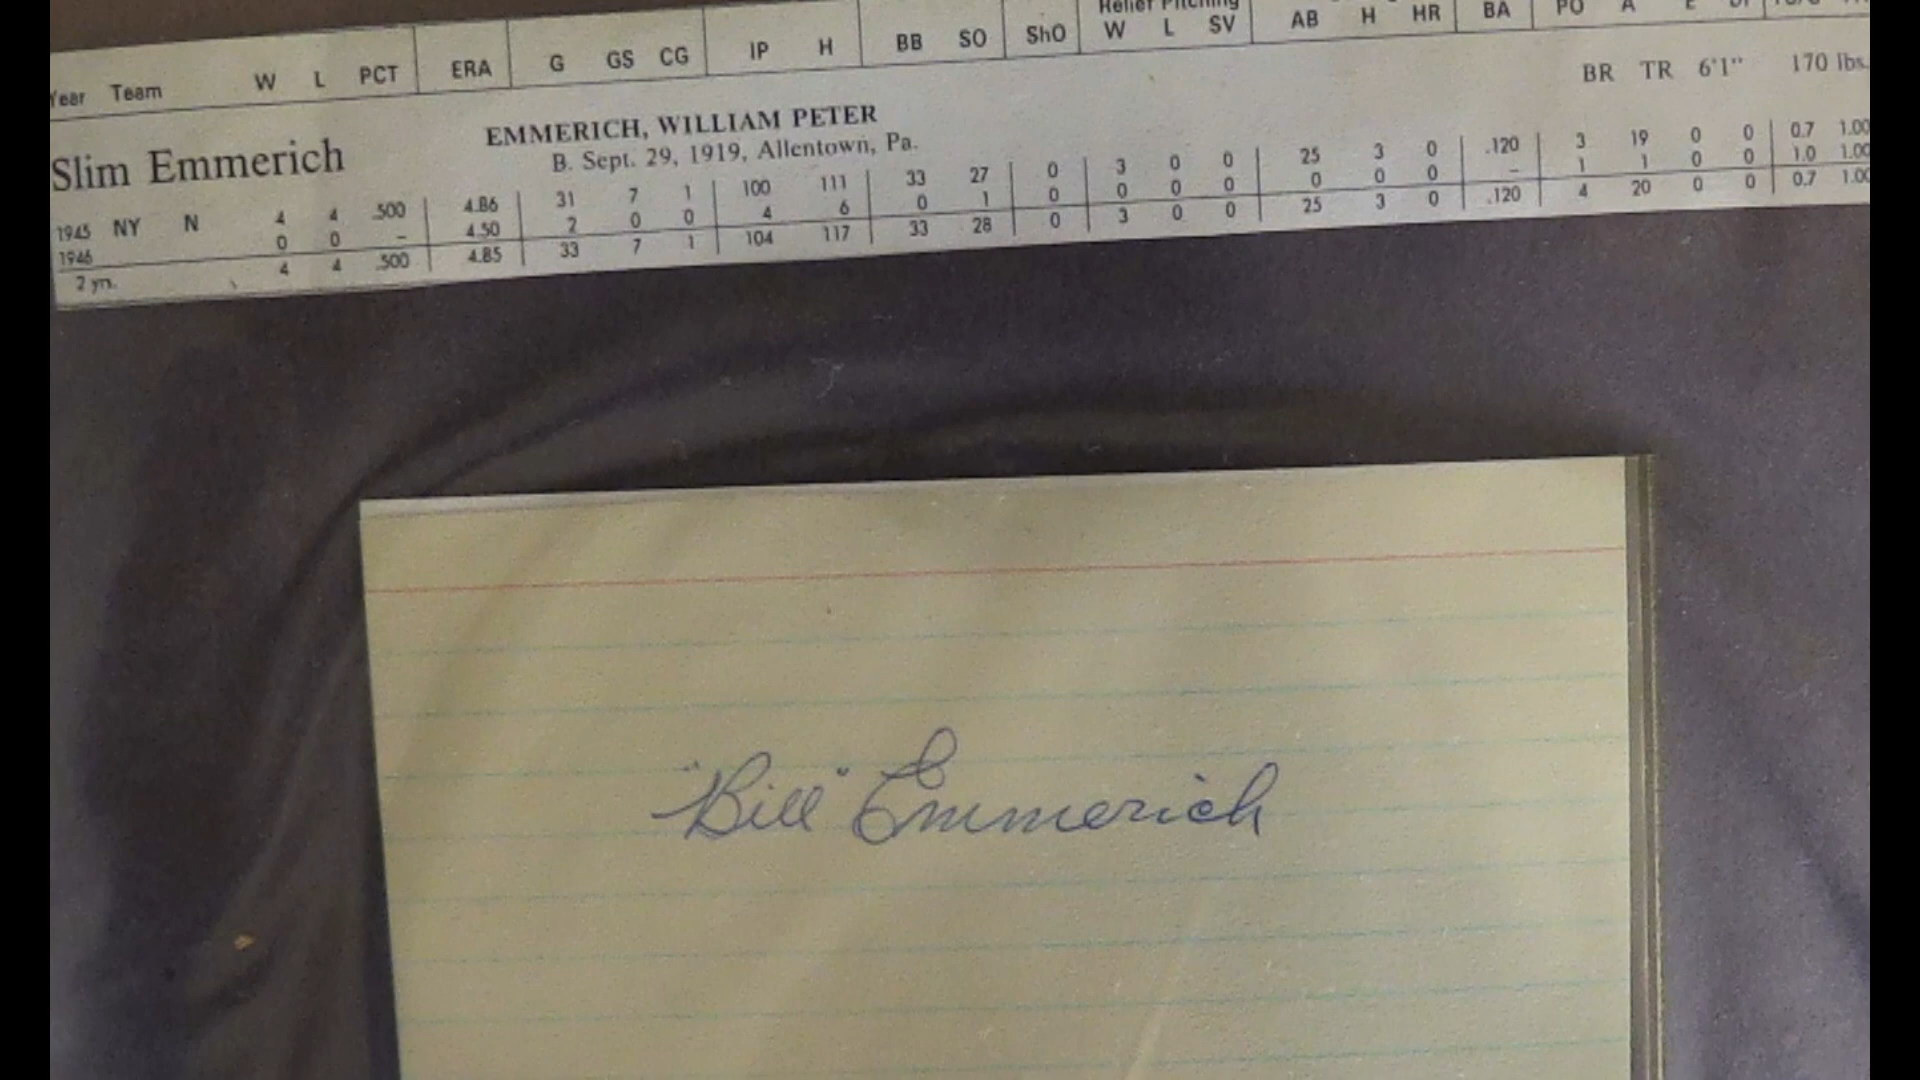 Relief Pitching
Year Team W L PCT ERA G GS CG IP H BB SO ShO W L SV AB H HR BA PO A E
Slim Emmerich EMMERICH, WILLIAM PETER BR TR 6'1" 170 lbs.
B. Sept. 29, 1919, Allentown, Pa.
1945 NY N 4 4 .500 4.86 31 7 1 100 111 33 27 0 3 0 0 25 3 0 .120 3 19 0 0 0.7 1.00
1946 0 0 – 4.50 2 0 0 4 6 0 1 0 0 0 0 0 0 0 – 1 1 0 0 1.0 1.00
2 yrs. 4 4 .500 4.85 33 7 1 104 117 33 28 0 3 0 0 25 3 0 .120 4 20 0 0 0.7 1.00
"Bill" Emmerich